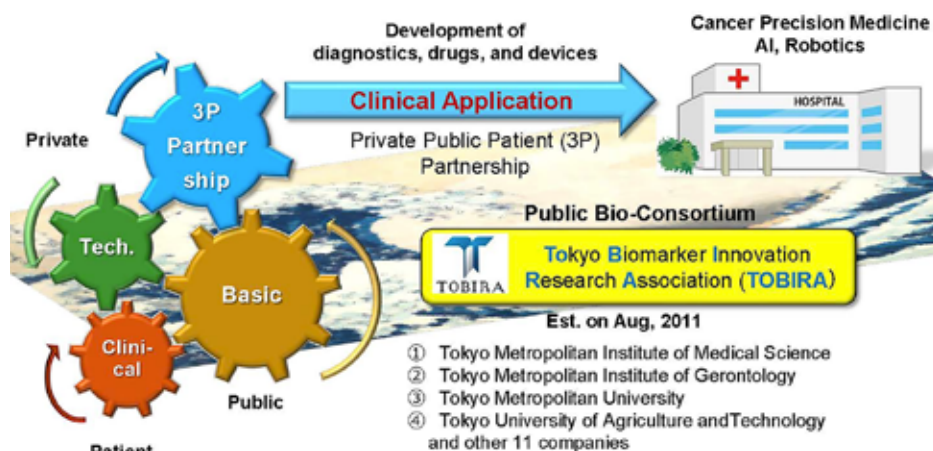 Development of
diagnostics, drugs, and devices
Cancer Precision Medicine
AI, Robotics
Clinical Application
HOSPITAL
Private Public Patient (3P)
Partnership
Private
3P
Partner
ship
Tech.
Basic
Clini-
cal
Public
Patient
Public Bio-Consortium
TOBIRA
Tokyo Biomarker Innovation
Research Association (TOBIRA)
Est. on Aug, 2011
① Tokyo Metropolitan Institute of Medical Science
② Tokyo Metropolitan Institute of Gerontology
③ Tokyo Metropolitan University
④ Tokyo University of Agriculture andTechnology
and other 11 companies